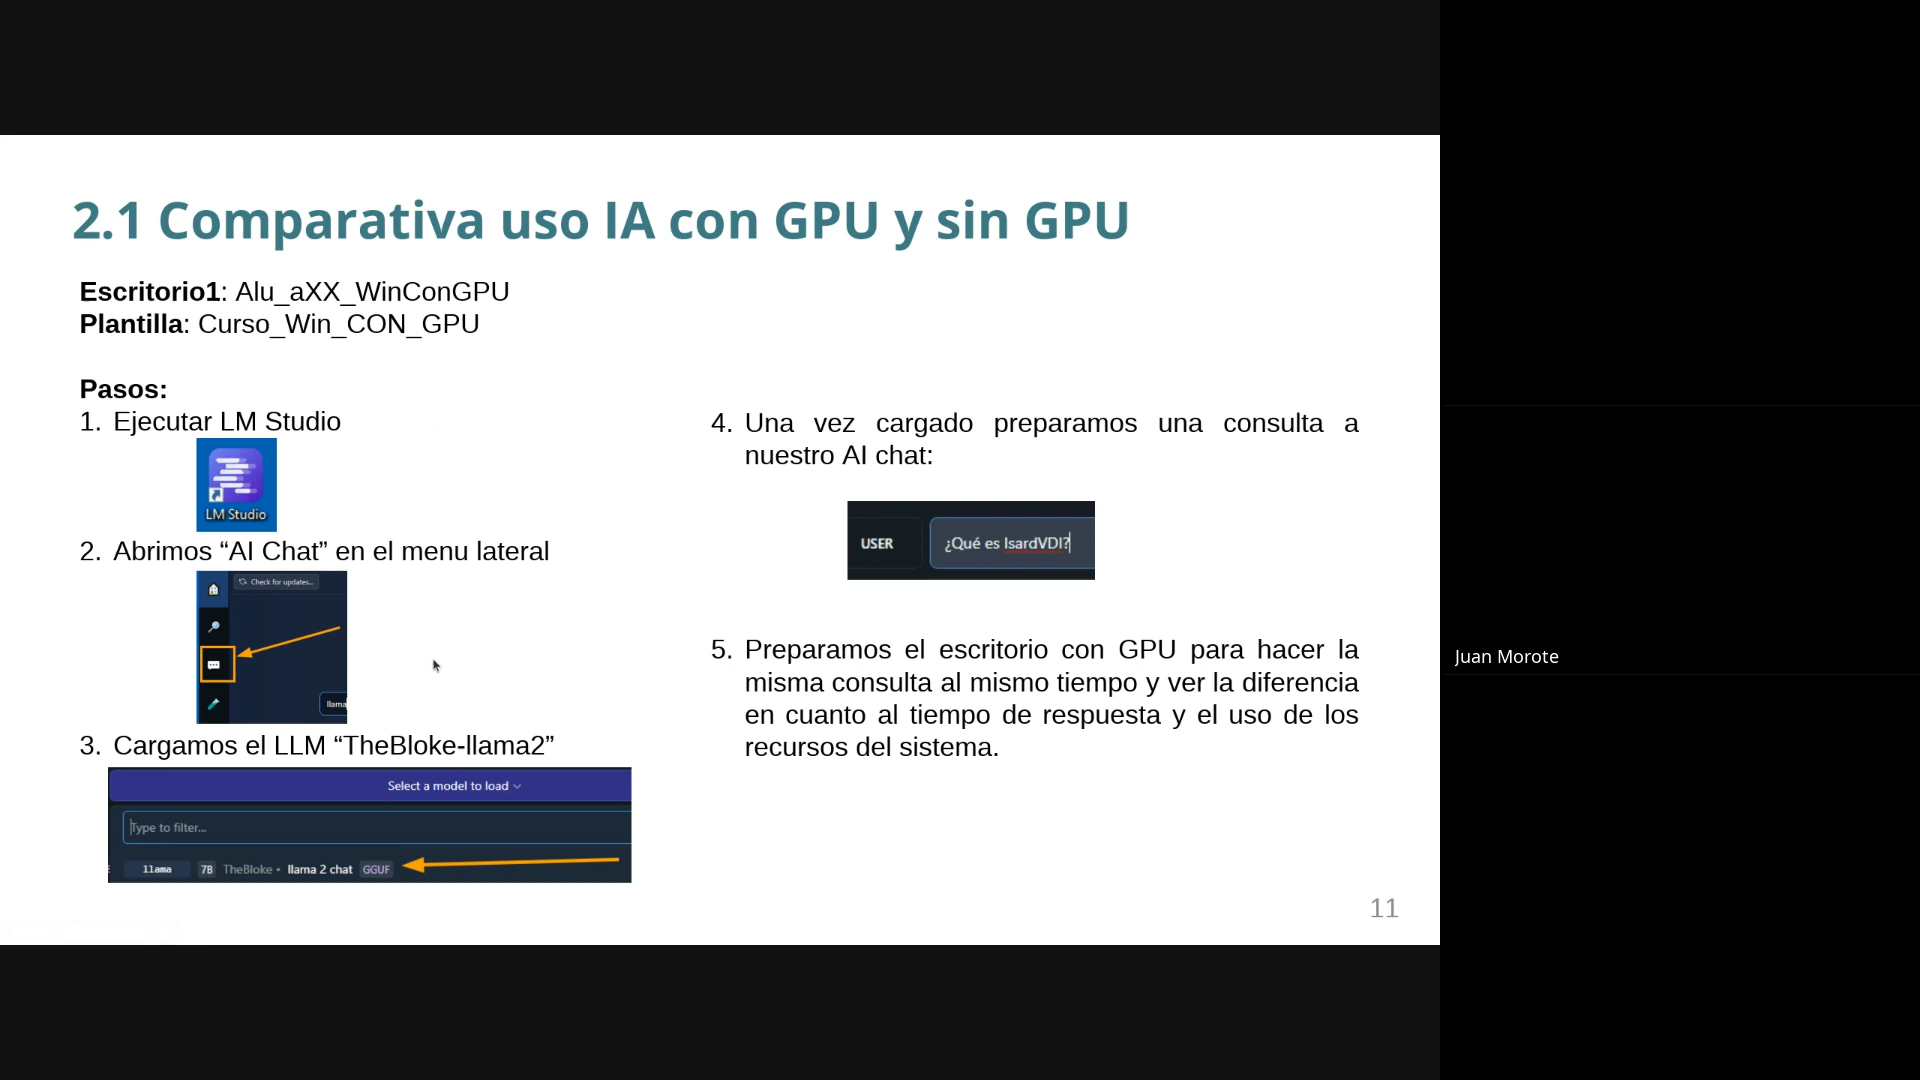 2.1 Comparativa uso IA con GPU y sin GPU
Escritorio1: Alu_aXX_WinConGPU
Plantilla: Curso_Win_CON_GPU
Pasos:
1. Ejecutar LM Studio
LM Studio
2. Abrimos “AI Chat” en el menu lateral
Check for updates...
llama
3. Cargamos el LLM “TheBloke-llama2”
Select a model to load
Type to filter...
llama 7B TheBloke • llama 2 chat GGUF
4. Una vez cargado preparamos una consulta a
nuestro AI chat:
USER ¿Qué es IsardVDI?
5. Preparamos el escritorio con GPU para hacer la
misma consulta al mismo tiempo y ver la diferencia
en cuanto al tiempo de respuesta y el uso de los
recursos del sistema.
11
Juan Morote